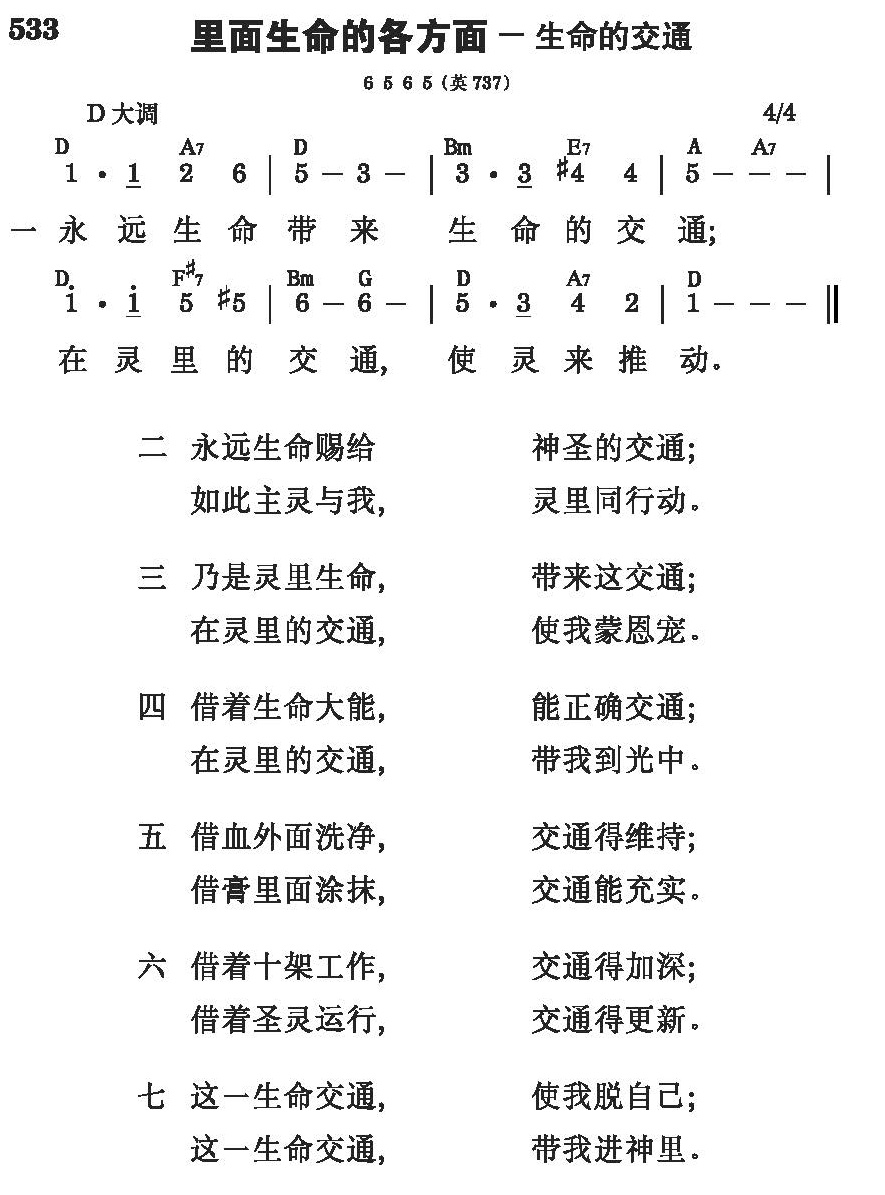 533 里面生命的各方面 — 生命的交通
6 5 6 5 (英 737)
D 大调 4/4
D A7 D Bm E7 A A7
1 · 1 2 6 | 5 – 3 – | 3 · 3 #4 4 | 5 – – – |
一 永 远 生 命 带 来 生 命 的 交 通;
D F#7 Bm G D A7 D
1̇ · 1̇ 5 #5 | 6 – 6 – | 5 · 3 4 2 | 1 – – – ‖
在 灵 里 的 交 通, 使 灵 来 推 动。
二 永远生命赐给 神圣的交通;
如此主灵与我, 灵里同行动。
三 乃是灵里生命, 带来这交通;
在灵里的交通, 使我蒙恩宠。
四 借着生命大能, 能正确交通;
在灵里的交通, 带我到光中。
五 借血外面洗净, 交通得维持;
借膏里面涂抹, 交通能充实。
六 借着十架工作, 交通得加深;
借着圣灵运行, 交通得更新。
七 这一生命交通, 使我脱自己;
这一生命交通, 带我进神里。